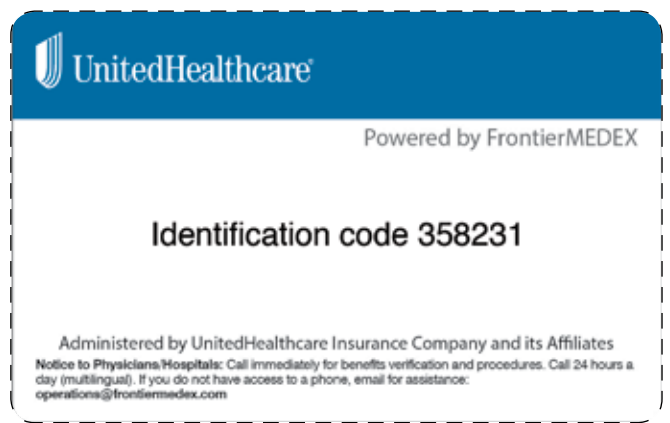 UnitedHealthcare®
Powered by FrontierMEDEX
Identification code 358231
Administered by UnitedHealthcare Insurance Company and its Affiliates
Notice to Physicians/Hospitals: Call immediately for benefits verification and procedures. Call 24 hours a
day (multilingual). If you do not have access to a phone, email for assistance:
operations@frontiermedex.com